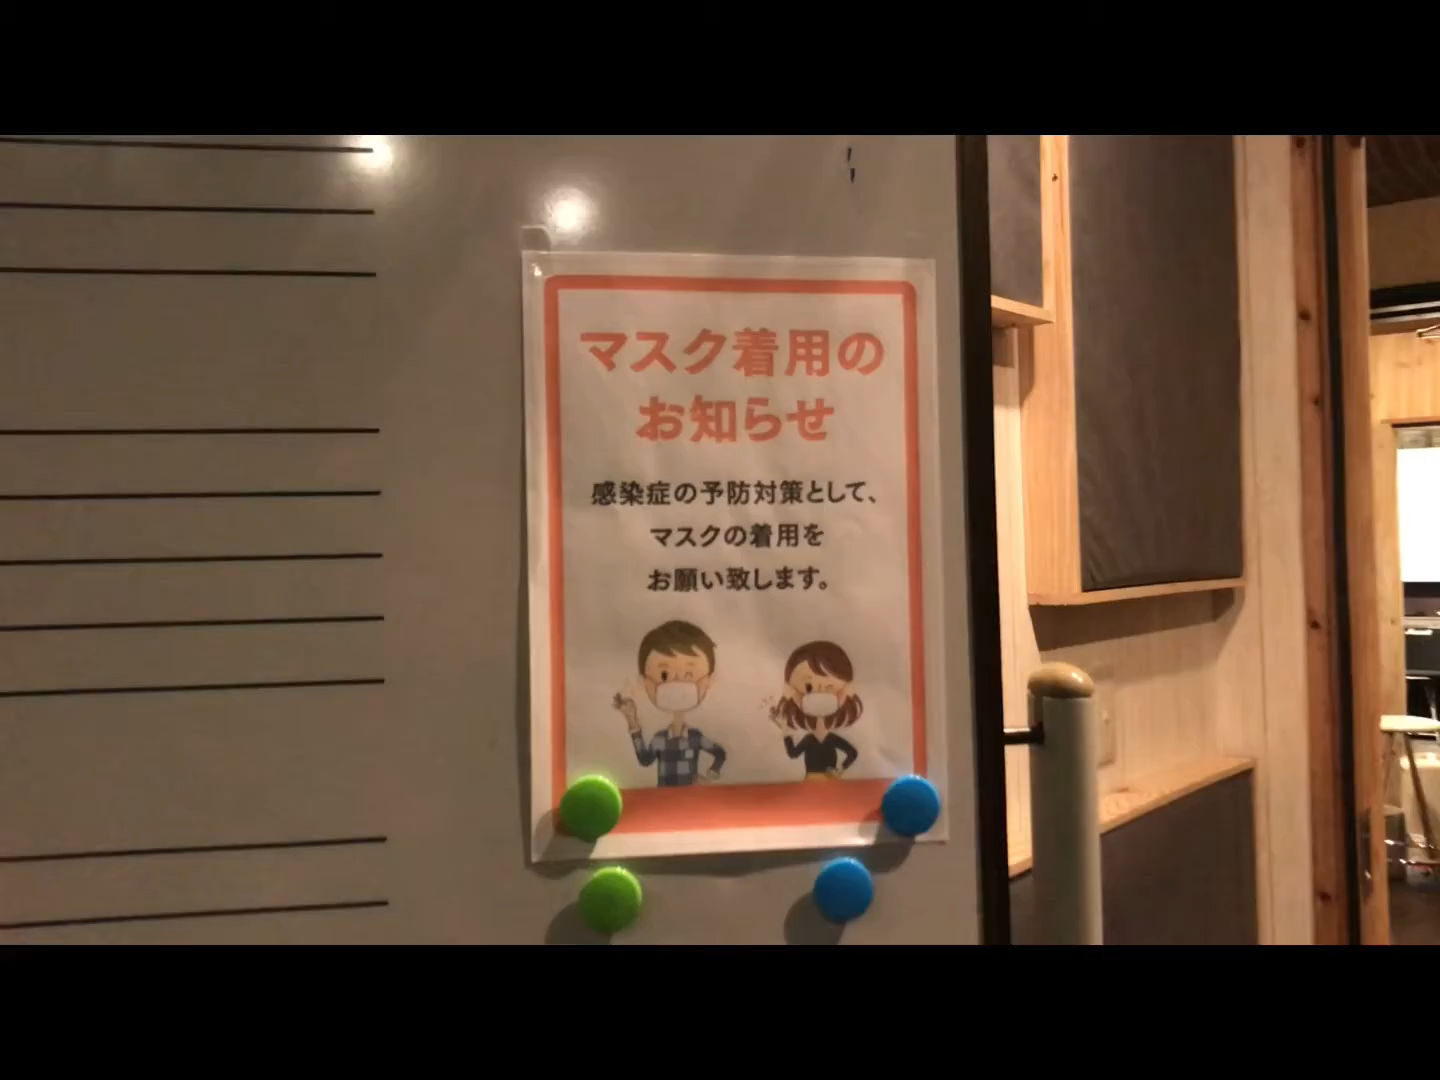 マスク着用の
お知らせ
感染症の予防対策として、
マスクの着用を
お願い致します。